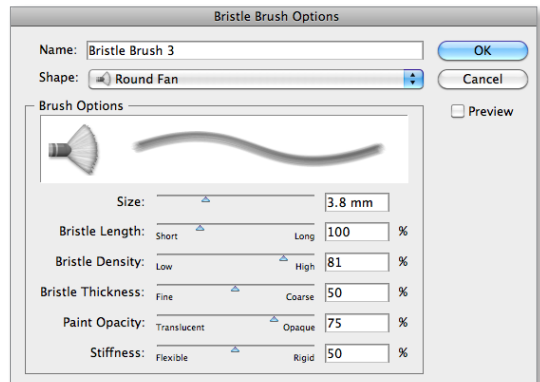 Bristle Brush Options
Name: Bristle Brush 3 OK
Shape: Round Fan Cancel
Brush Options Preview
Size: 3.8 mm
Bristle Length: Short Long 100 %
Bristle Density: Low High 81 %
Bristle Thickness: Fine Coarse 50 %
Paint Opacity: Translucent Opaque 75 %
Stiffness: Flexible Rigid 50 %